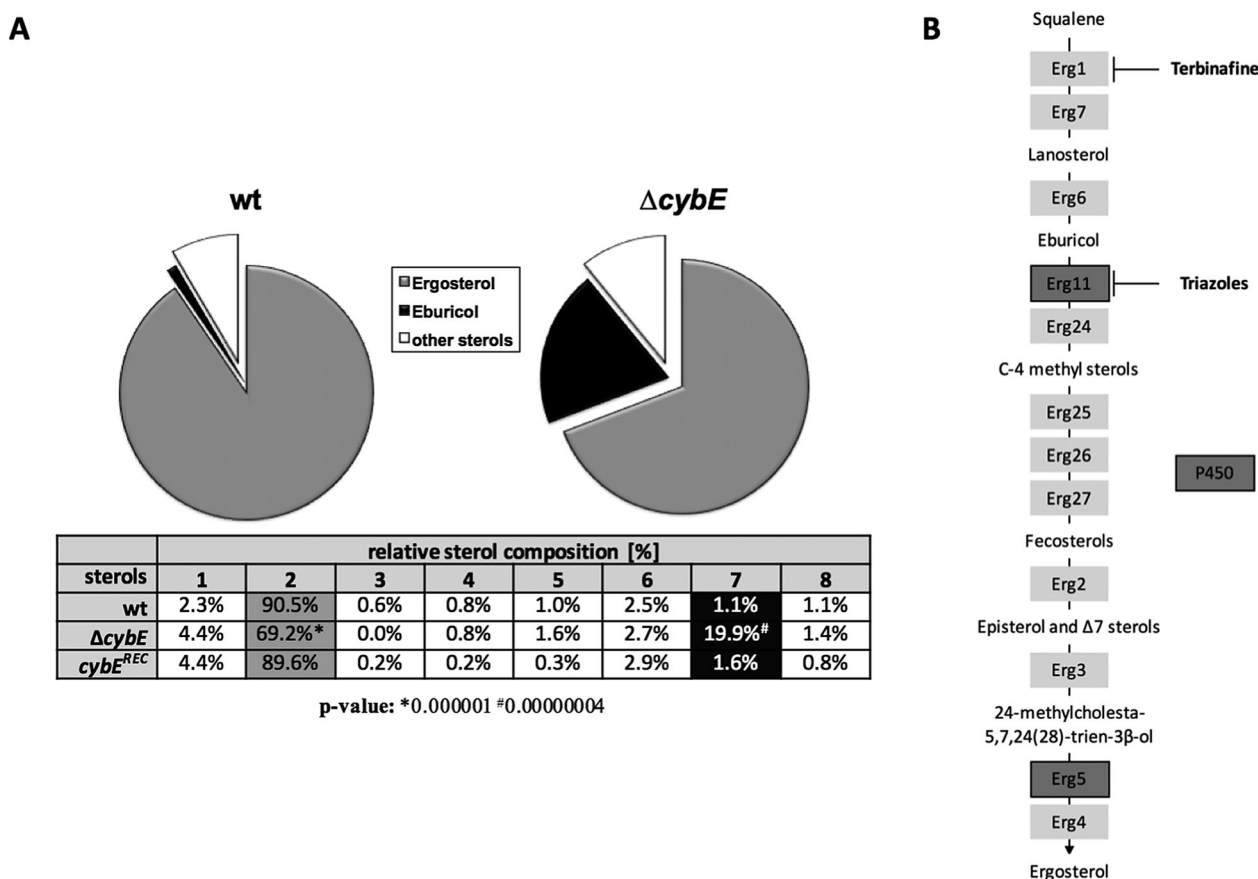 A
wt
ΔcybE
Ergosterol
Eburicol
other sterols
relative sterol composition [%]
sterols 1 2 3 4 5 6 7 8
wt 2.3% 90.5% 0.6% 0.8% 1.0% 2.5% 1.1% 1.1%
ΔcybE 4.4% 69.2%* 0.0% 0.8% 1.6% 2.7% 19.9%# 1.4%
cybE^REC 4.4% 89.6% 0.2% 0.2% 0.3% 2.9% 1.6% 0.8%
p-value: *0.000001 #0.00000004
B
Squalene
Erg1 Terbinafine
Erg7
Lanosterol
Erg6
Eburicol
Erg11 Triazoles
Erg24
C-4 methyl sterols
Erg25
Erg26
P450
Erg27
Fecosterols
Erg2
Episterol and Δ7 sterols
Erg3
24-methylcholesta-
5,7,24(28)-trien-3β-ol
Erg5
Erg4
Ergosterol